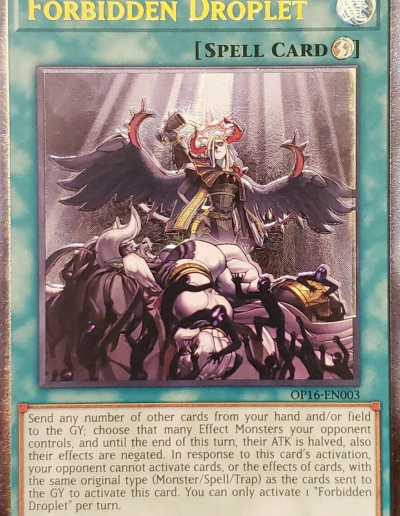 FORBIDDEN DROPLET
[SPELL CARD]
OP16-EN003
Send any number of other cards from your hand and/or field
to the GY; choose that many Effect Monsters your opponent
controls, and until the end of this turn, their ATK is halved, also
their effects are negated. In response to this card's activation,
your opponent cannot activate cards, or the effects of cards, with
the same original type (Monster/Spell/Trap) as the cards sent
to the GY to activate this card. You can only activate 1 "Forbidden
Droplet" per turn.